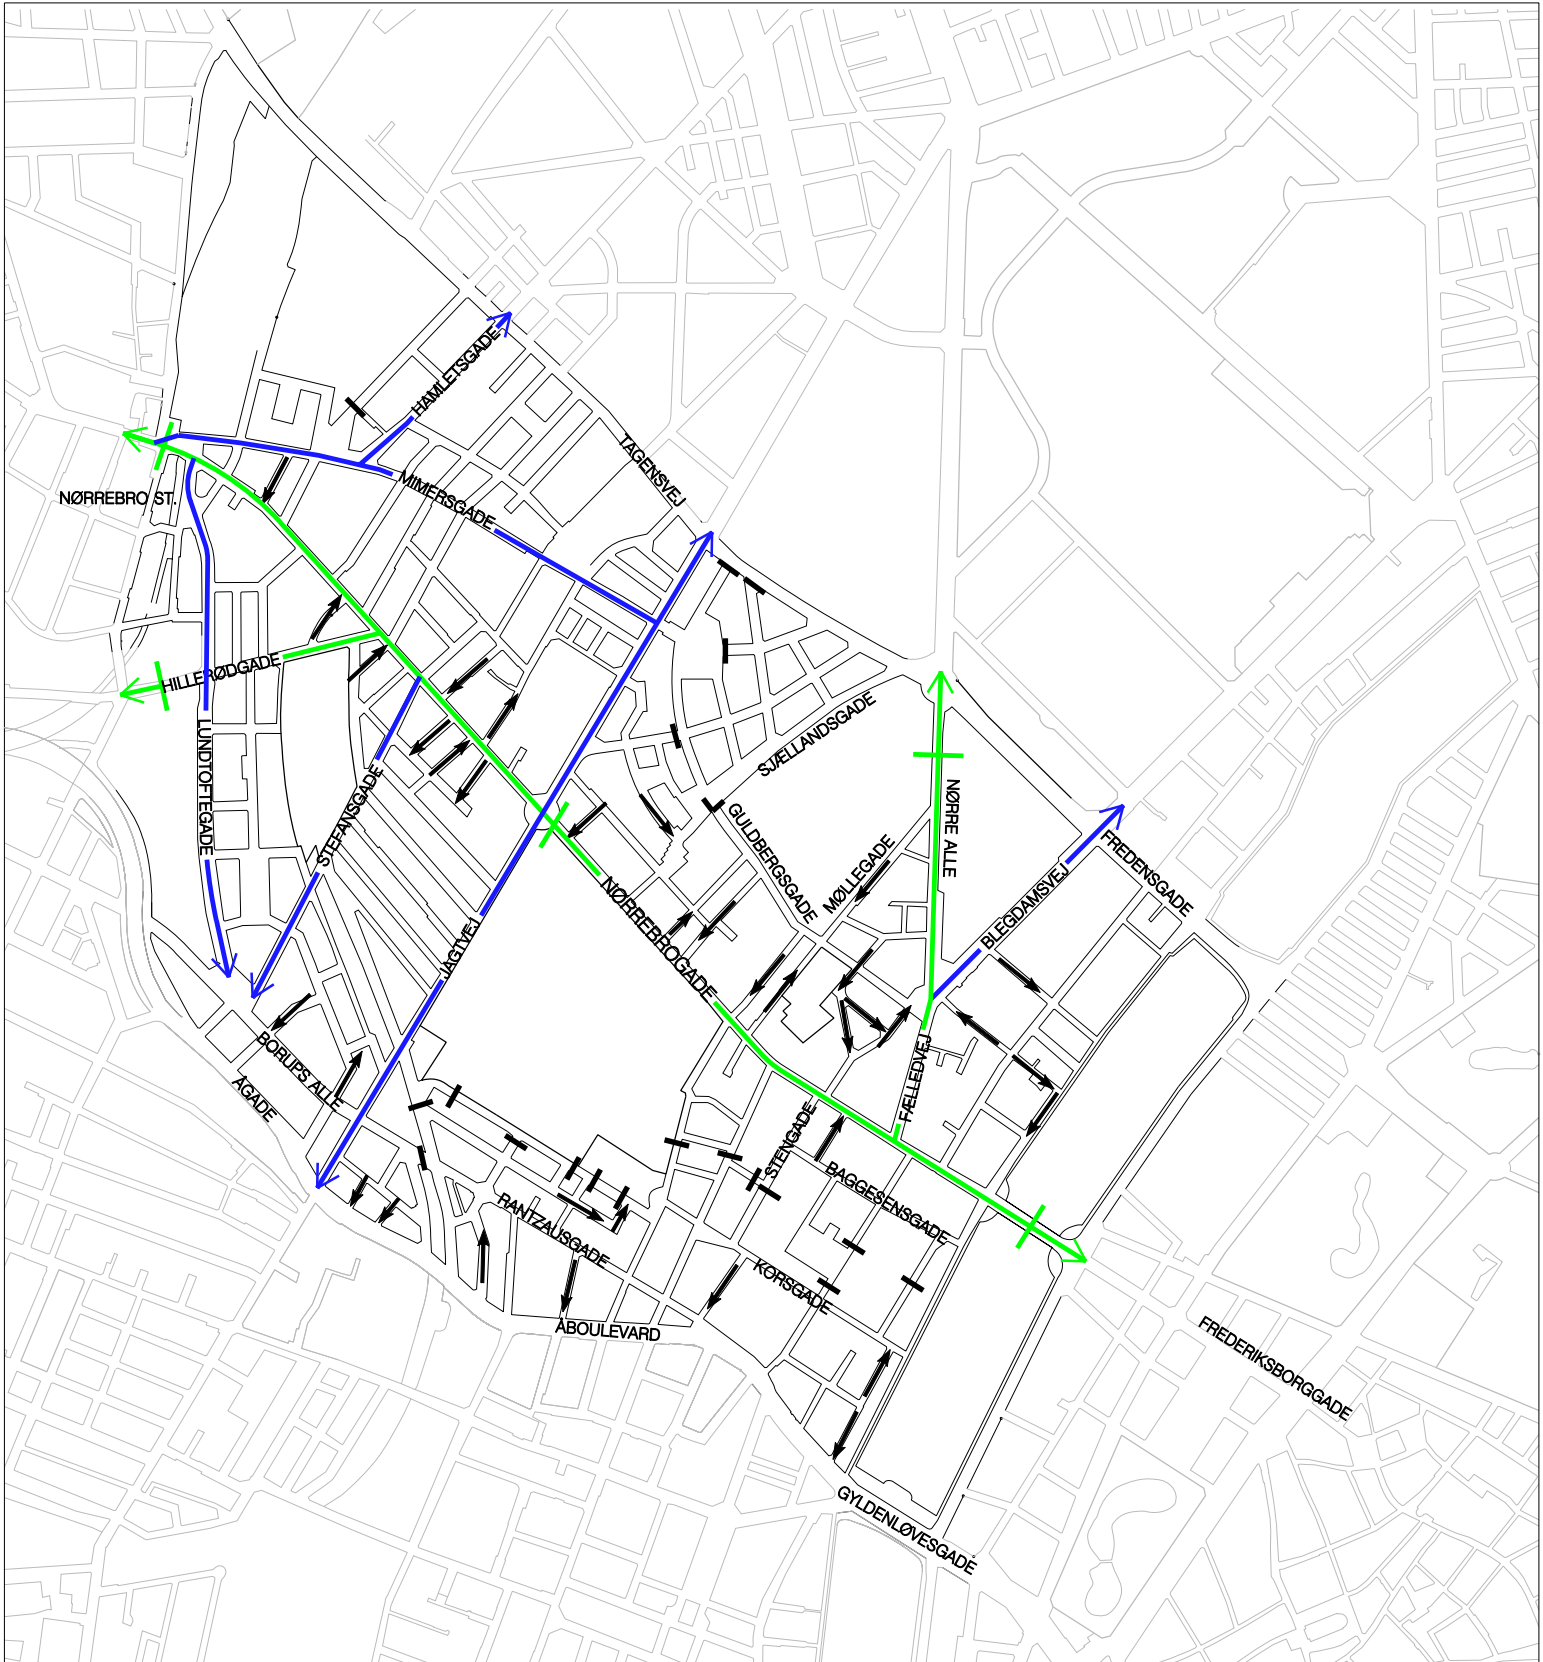 HAMLETSGADE
TAGENSVEJ
MIMERSGADE
NØRREBRO ST.
HILLERØDGADE
LUNDTOFTEGADE
STEFANSGADE
SJÆLLANDSGADE
GULDBERGSGADE
MØLLEGADE
NØRRE ALLE
FREDENSGADE
BLEGDAMSVEJ
NØRREBROGADE
JAGTVEJ
BORUPS ALLE
ÅGADE
FÆLLEDVEJ
STENGADE
BAGGESENSGADE
RANTZAUSGADE
KORSGADE
ÅBOULEVARD
FREDERIKSBORGGADE
GYLDENLØVESGADE